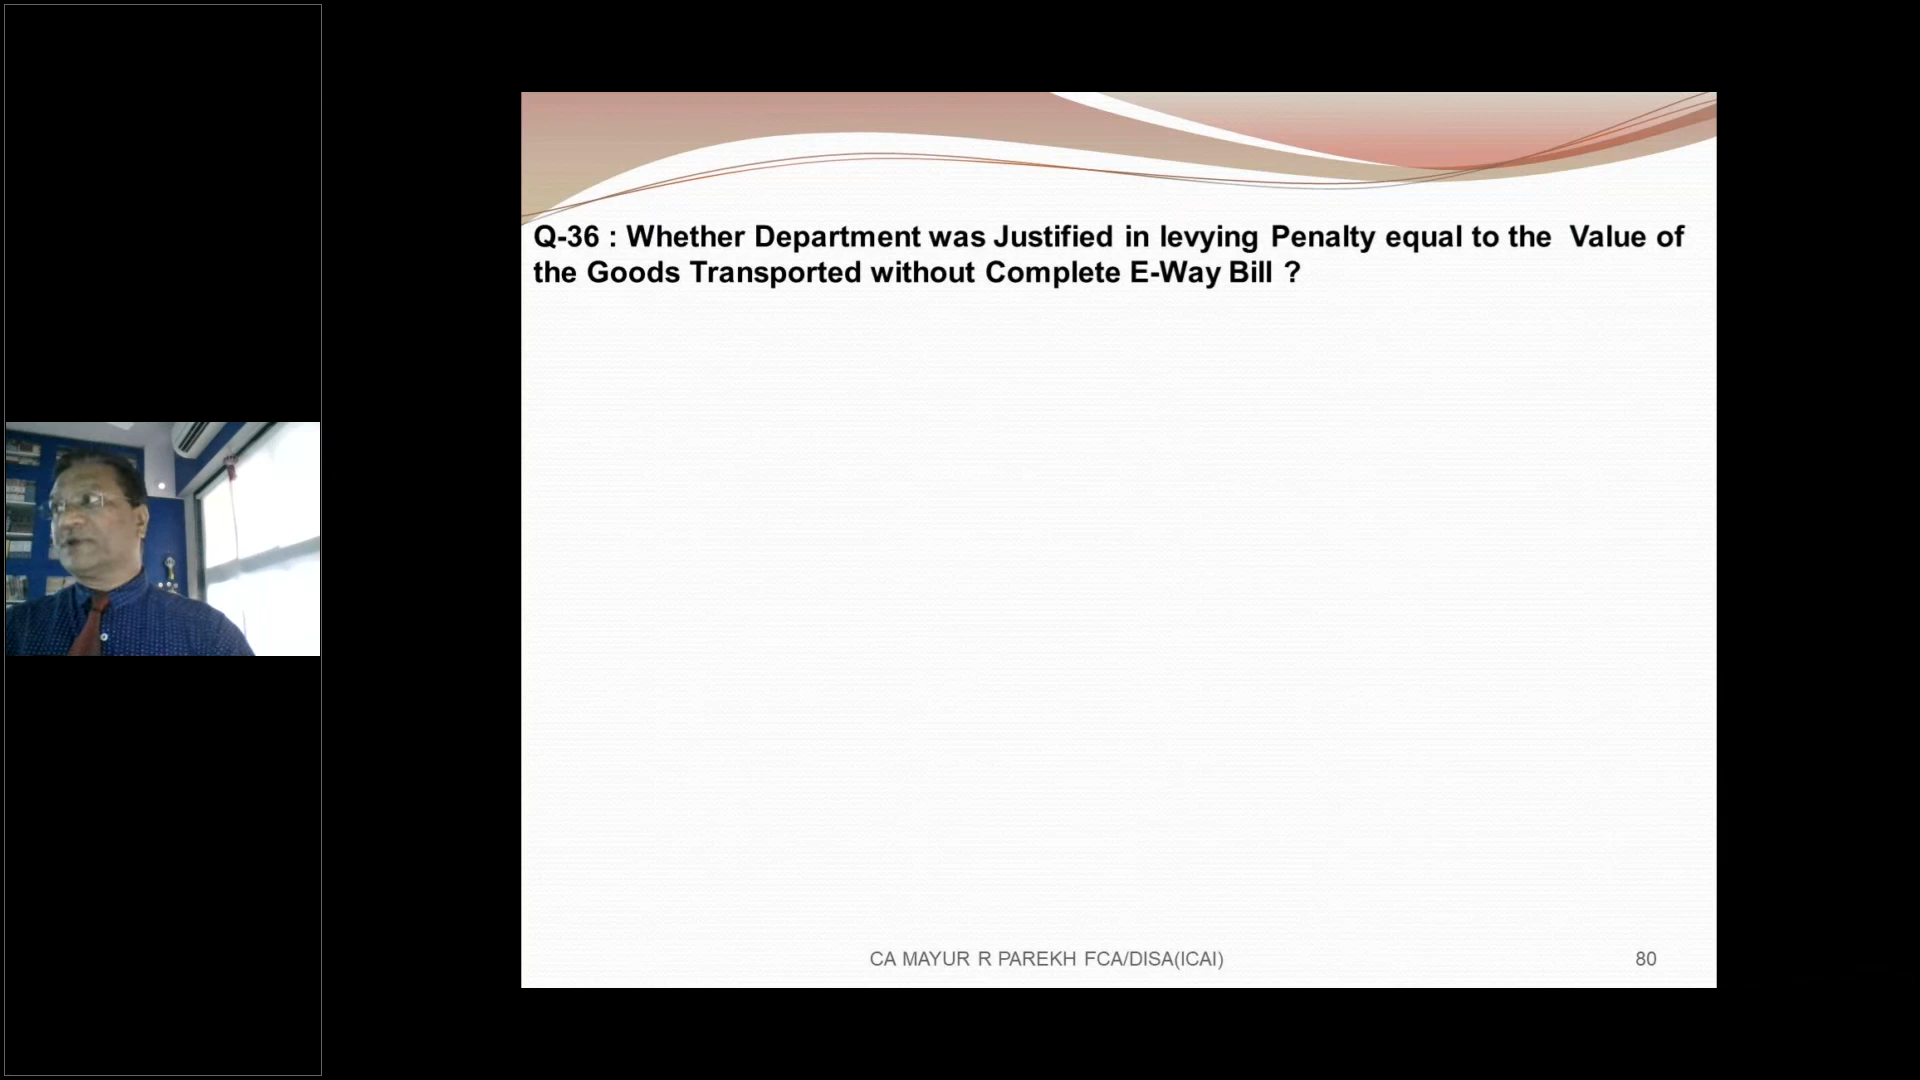 Q-36 : Whether Department was Justified in levying Penalty equal to the Value of
the Goods Transported without Complete E-Way Bill ?
CA MAYUR R PAREKH FCA/DISA(ICAI)
80